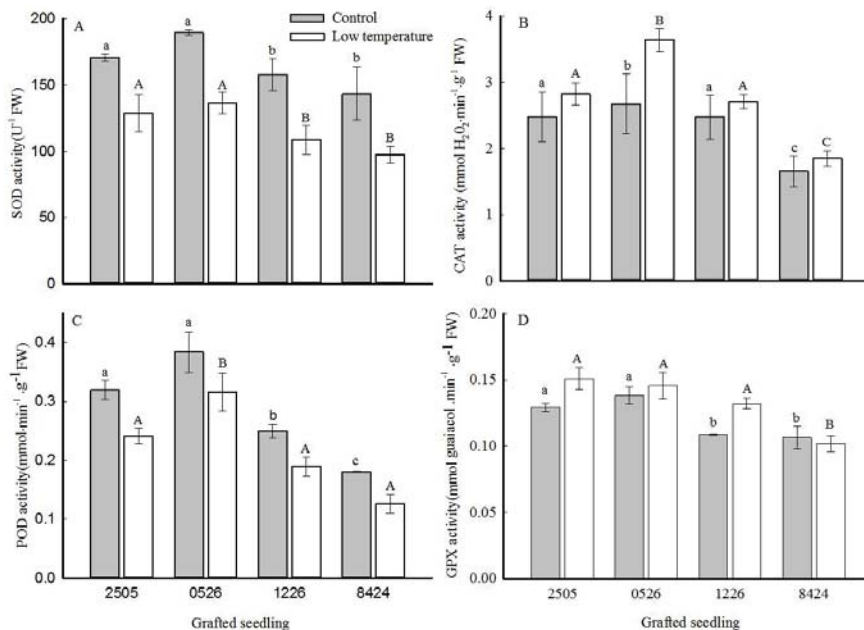 A
SOD activity(U⁻¹ FW)
200
150
100
50
0
Control
Low temperature
a
A
a
A
b
B
b
B
B
CAT activity (mmol H₂0₂·min⁻¹.g⁻¹ FW)
4
3
2
1
0
a
A
b
B
a
A
c
C
C
POD activity(mmol·min⁻¹ ·g⁻¹FW)
0.4
0.3
0.2
0.1
0.0
a
A
a
B
b
A
c
A
2505 0526 1226 8424
Grafted seedling
D
GPX activity(mmol guaiacol .min⁻¹ .g⁻¹ FW)
0.20
0.15
0.10
0.05
0.00
a
A
a
A
b
A
b
B
2505 0526 1226 8424
Grafted seedling